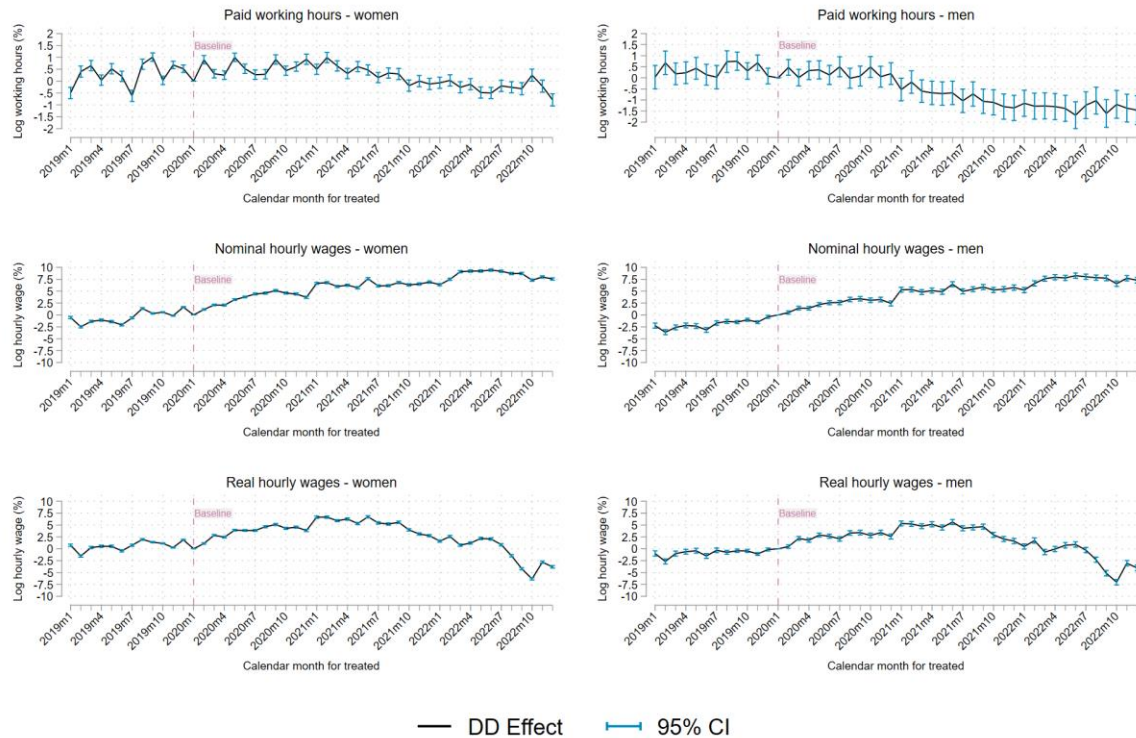 Paid working hours - women
Log working hours (%)
2
1.5
1
.5
0
-.5
-1
-1.5
-2
Baseline
2019m1
2019m4
2019m7
2019m10
2020m1
2020m4
2020m7
2020m10
2021m1
2021m4
2021m7
2021m10
2022m1
2022m4
2022m7
2022m10
Calendar month for treated
Paid working hours - men
Log working hours (%)
2
1.5
1
.5
0
-.5
-1
-1.5
-2
Baseline
2019m1
2019m4
2019m7
2019m10
2020m1
2020m4
2020m7
2020m10
2021m1
2021m4
2021m7
2021m10
2022m1
2022m4
2022m7
2022m10
Calendar month for treated
Nominal hourly wages - women
Log hourly wage (%)
10
7.5
5
2.5
0
-2.5
-5
-7.5
-10
Baseline
2019m1
2019m4
2019m7
2019m10
2020m1
2020m4
2020m7
2020m10
2021m1
2021m4
2021m7
2021m10
2022m1
2022m4
2022m7
2022m10
Calendar month for treated
Nominal hourly wages - men
Log hourly wage (%)
10
7.5
5
2.5
0
-2.5
-5
-7.5
-10
Baseline
2019m1
2019m4
2019m7
2019m10
2020m1
2020m4
2020m7
2020m10
2021m1
2021m4
2021m7
2021m10
2022m1
2022m4
2022m7
2022m10
Calendar month for treated
Real hourly wages - women
Log hourly wage (%)
10
7.5
5
2.5
0
-2.5
-5
-7.5
-10
Baseline
2019m1
2019m4
2019m7
2019m10
2020m1
2020m4
2020m7
2020m10
2021m1
2021m4
2021m7
2021m10
2022m1
2022m4
2022m7
2022m10
Calendar month for treated
Real hourly wages - men
Log hourly wage (%)
10
7.5
5
2.5
0
-2.5
-5
-7.5
-10
Baseline
2019m1
2019m4
2019m7
2019m10
2020m1
2020m4
2020m7
2020m10
2021m1
2021m4
2021m7
2021m10
2022m1
2022m4
2022m7
2022m10
Calendar month for treated
DD Effect
95% CI